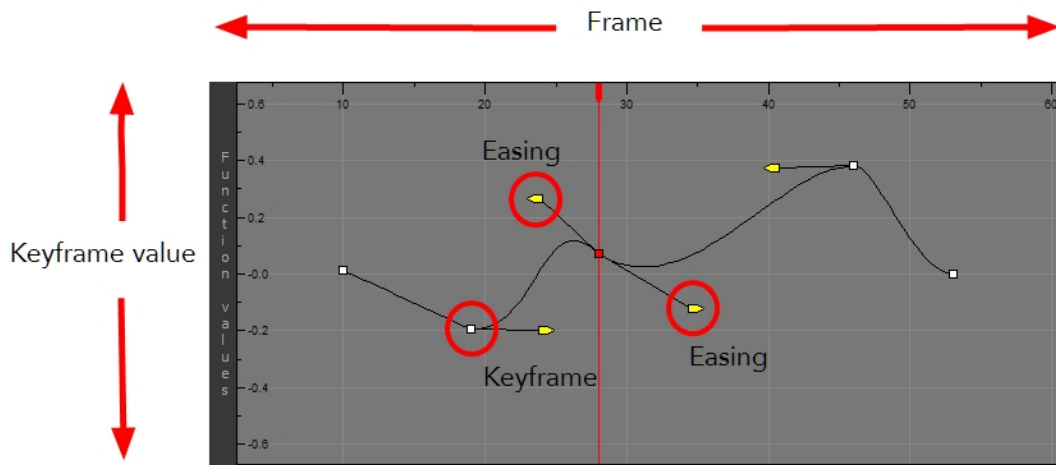 Frame
10 20 30 40 50 60
0.6
Easing
0.4
0.2
Keyframe value
-0.0
-0.2
Keyframe
Easing
-0.4
-0.6
Function values